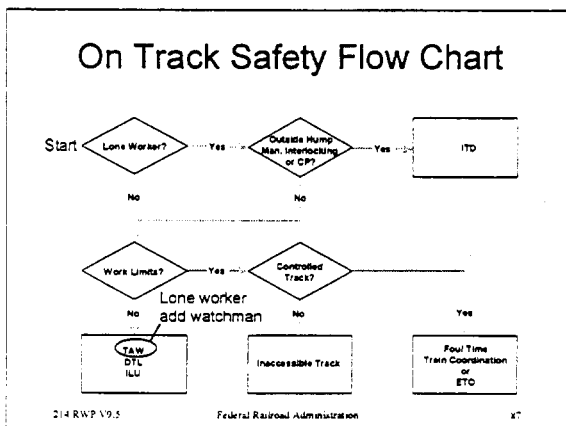 On Track Safety Flow Chart
Start
Lone Worker?
Yes
Outside Hump
Man. Interlocking
or CP?
Yes
ITD
No
No
Work Limits?
Yes
Controlled
Track?
No
Lone worker
add watchman
No
Yes
TAW
DTL
ILU
Inaccessible Track
Foul Time
Train Coordination
or
ETO
214 RWP V9.5
Federal Railroad Administration
87